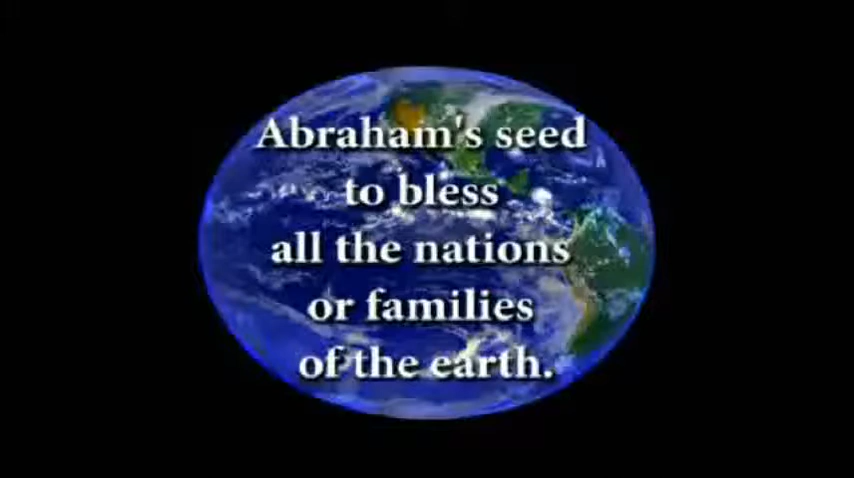 Abraham's seed
to bless
all the nations
or families
of the earth.